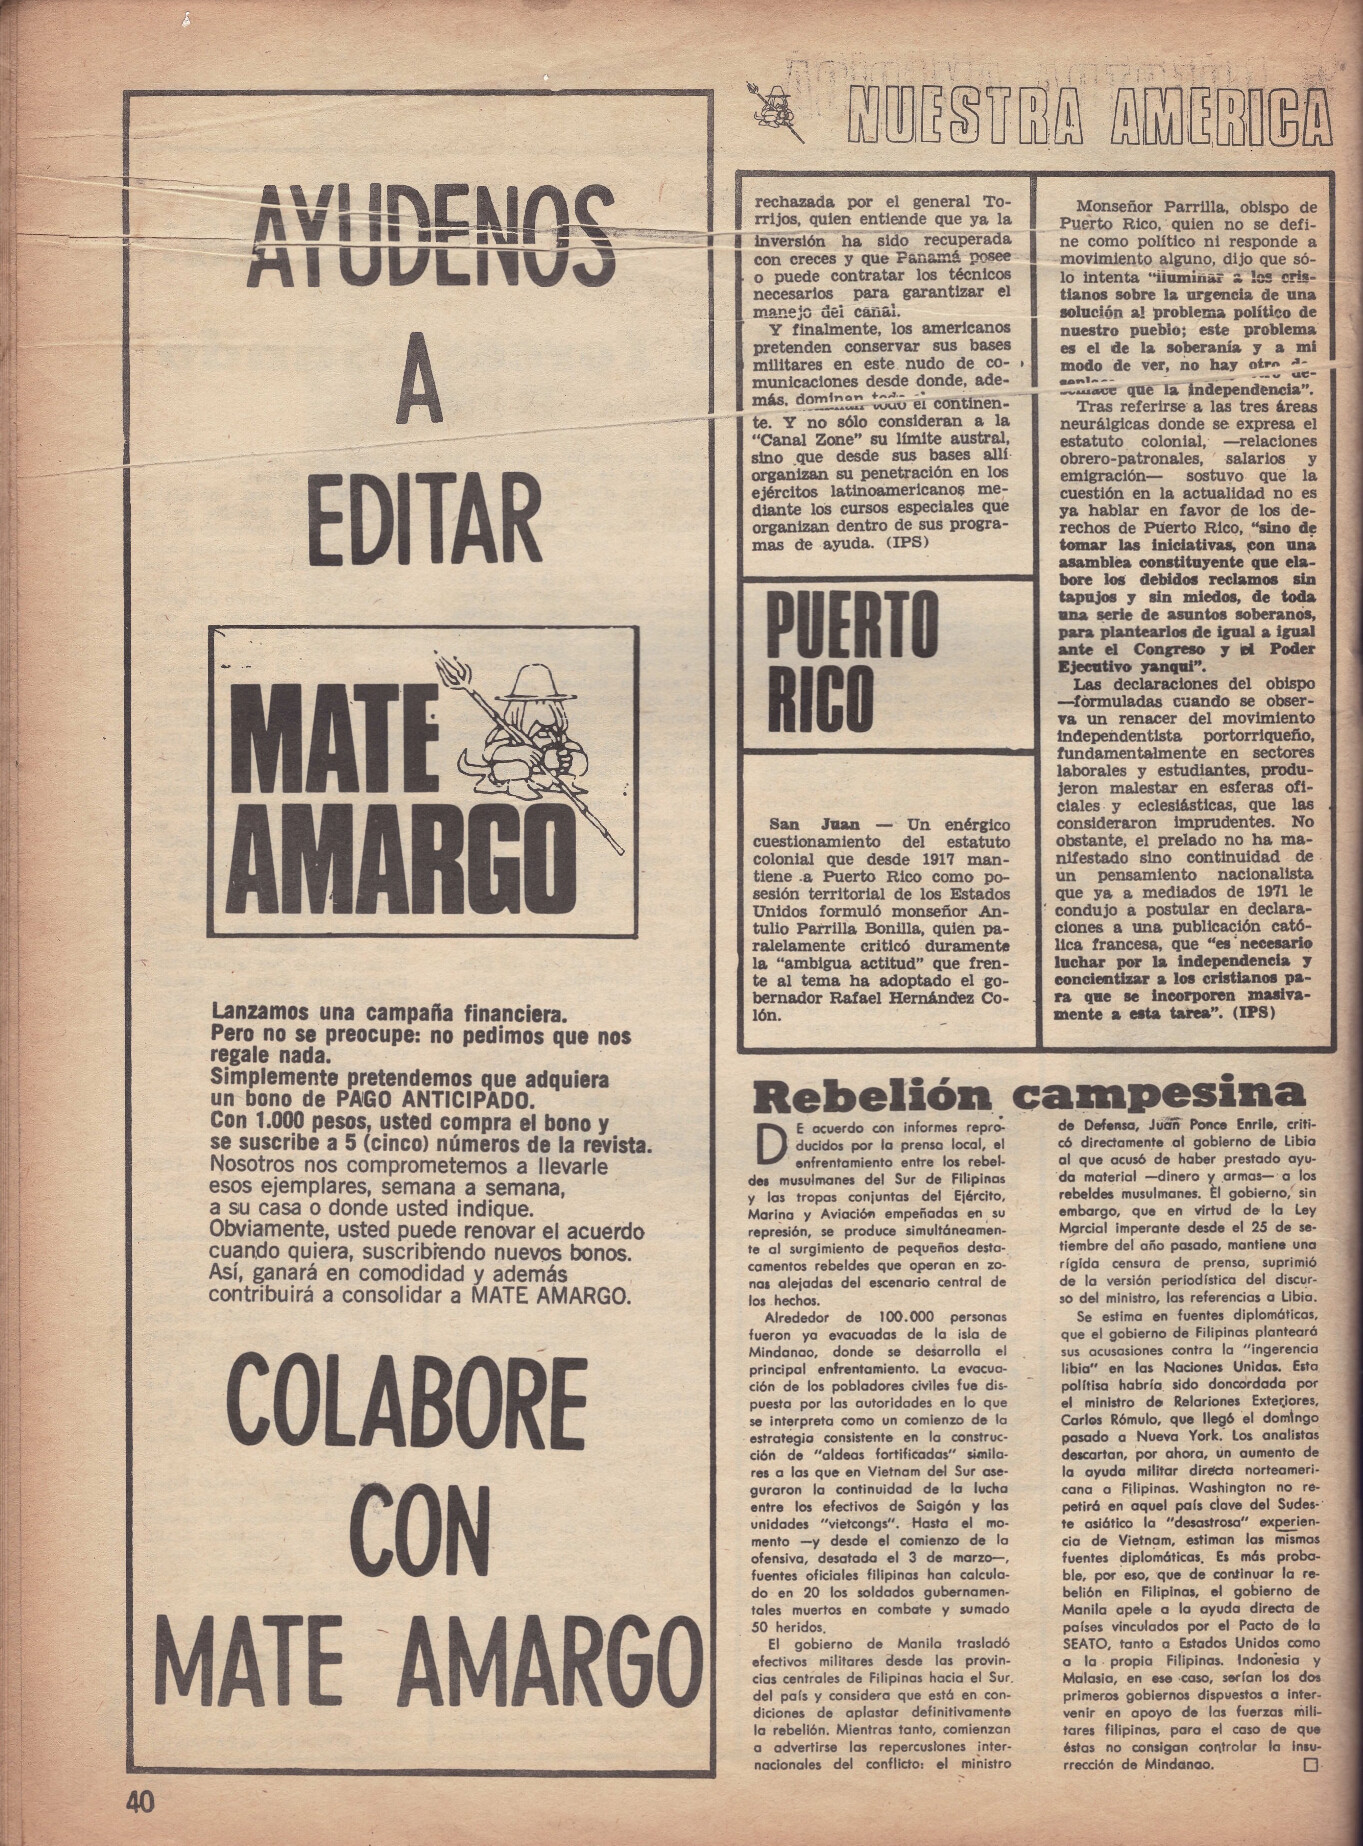 AYUDENOS
A
EDITAR
MATE
AMARGO
Lanzamos una campaña financiera.
Pero no se preocupe: no pedimos que nos
regale nada.
Simplemente pretendemos que adquiera
un bono de PAGO ANTICIPADO.
Con 1.000 pesos, usted compra el bono y
se suscribe a 5 (cinco) números de la revista.
Nosotros nos comprometemos a llevarle
esos ejemplares, semana a semana,
a su casa o donde usted indique.
Obviamente, usted puede renovar el acuerdo
cuando quiera, suscribiendo nuevos bonos.
Así, ganará en comodidad y además
contribuirá a consolidar a MATE AMARGO.
COLABORE
CON
MATE AMARGO
40
NUESTRA AMERICA
rechazada por el general To-
rrijos, quien entiende que ya la
inversión ha sido recuperada
con creces y que Panamá posee
o puede contratar los técnicos
necesarios para garantizar el
manejo del canal.
Y finalmente, los americanos
pretenden conservar sus bases
militares en este nudo de co-
municaciones desde donde, ade-
más, dominan todo el continen-
te. Y no sólo consideran a la
"Canal Zone" su límite austral,
sino que desde sus bases allí
organizan su penetración en los
ejércitos latinoamericanos me-
diante los cursos especiales que
organizan dentro de sus progra-
mas de ayuda. (IPS)
PUERTO
RICO
San Juan — Un enérgico
cuestionamiento del estatuto
colonial que desde 1917 man-
tiene a Puerto Rico como po-
sesión territorial de los Estados
Unidos formuló monseñor An-
tulio Parrilla Bonilla, quien pa-
ralelamente criticó duramente
la "ambigua actitud" que fren-
te al tema ha adoptado el go-
bernador Rafael Hernández Co-
lón.
Monseñor Parrilla, obispo de
Puerto Rico, quien no se defi-
ne como político ni responde a
movimiento alguno, dijo que só-
lo intenta "iluminar a los cris-
tianos sobre la urgencia de una
solución al problema político de
nuestro pueblo; este problema
es el de la soberanía y a mi
modo de ver, no hay otro de-
senlace que la independencia".
Tras referirse a las tres áreas
neurálgicas donde se expresa el
estatuto colonial, —relaciones
obrero-patronales, salarios y
emigración— sostuvo que la
cuestión en la actualidad no es
ya hablar en favor de los de-
rechos de Puerto Rico, "sino de
tomar las iniciativas, con una
asamblea constituyente que ela-
bore los debidos reclamos sin
tapujos y sin miedos, de toda
una serie de asuntos soberanos,
para plantearlos de igual a igual
ante el Congreso y el Poder
Ejecutivo yanqui".
Las declaraciones del obispo
—formuladas cuando se obser-
va un renacer del movimiento
independentista portorriqueño,
fundamentalmente en sectores
laborales y estudiantes, produ-
jeron malestar en esferas ofi-
ciales y eclesiásticas, que las
consideraron imprudentes. No
obstante, el prelado no ha ma-
nifestado sino continuidad de
un pensamiento nacionalista
que ya a mediados de 1971 le
condujo a postular en declara-
ciones a una publicación cató-
lica francesa, que "es necesario
luchar por la independencia y
concientizar a los cristianos pa-
ra que se incorporen masiva-
mente a esta tarea". (IPS)
Rebelión campesina
DE acuerdo con informes repro-
ducidos por la prensa local, el
enfrentamiento entre los rebel-
des musulmanes del Sur de Filipinas
y las tropas conjuntas del Ejército,
Marina y Aviación empeñadas en su
represión, se produce simultáneamen-
te al surgimiento de pequeños desta-
camentos rebeldes que operan en zo-
nas alejadas del escenario central de
los hechos.
Alrededor de 100.000 personas
fueron ya evacuadas de la isla de
Mindanao, donde se desarrolla el
principal enfrentamiento. La evacua-
ción de los pobladores civiles fue dis-
puesta por las autoridades en lo que
se interpreta como un comienzo de la
estrategia consistente en la construc-
ción de "aldeas fortificadas" simila-
res a las que en Vietnam del Sur ase-
guraron la continuidad de la lucha
entre los efectivos de Saigón y las
unidades "vietcongs". Hasta el mo-
mento —y desde el comienzo de la
ofensiva, desatada el 3 de marzo—,
fuentes oficiales filipinas han calcula-
do en 20 los soldados gubernamen-
tales muertos en combate y sumado
50 heridos.
El gobierno de Manila trasladó
efectivos militares desde las provin-
cias centrales de Filipinas hacia el Sur.
del país y considera que está en con-
diciones de aplastar definitivamente
la rebelión. Mientras tanto, comienzan
a advertirse las repercusiones inter-
nacionales del conflicto: el ministro
de Defensa, Juan Ponce Enrile, criti-
có directamente al gobierno de Libia
al que acusó de haber prestado ayu-
da material —dinero y armas— a los
rebeldes musulmanes. El gobierno, sin
embargo, que en virtud de la Ley
Marcial imperante desde el 25 de se-
tiembre del año pasado, mantiene una
rígida censura de prensa, suprimió
de la versión periodística del discur-
so del ministro, las referencias a Libia.
Se estima en fuentes diplomáticas,
que el gobierno de Filipinas planteará
sus acusasiones contra la "ingerencia
libia" en las Naciones Unidas. Esta
polítisa habría sido doncordada por
el ministro de Relariones Exteriores,
Carlos Rómulo, que llegó el domingo
pasado a Nueva York. Los analistas
descartan, por ahora, un aumento de
la ayuda militar directa norteameri-
cana a Filipinas. Washington no re-
petirá en aquel país clave del Sudes-
te asiático la "desastrosa" experien-
cia de Vietnam, estiman las mismas
fuentes diplomáticas. Es más proba-
ble, por eso, que de continuar la re-
belión en Filipinas, el gobierno de
Manila apele a la ayuda directa de
países vinculados por el Pacto de la
SEATO, tanto a Estados Unidos como
a la propia Filipinas. Indonesia y
Malasia, en ese caso, serían los dos
primeros gobiernos dispuestos a inter-
venir en apoyo de las fuerzas mili-
tares filipinas, para el caso de que
éstas no consigan controlar la insu-
rrección de Mindanao.